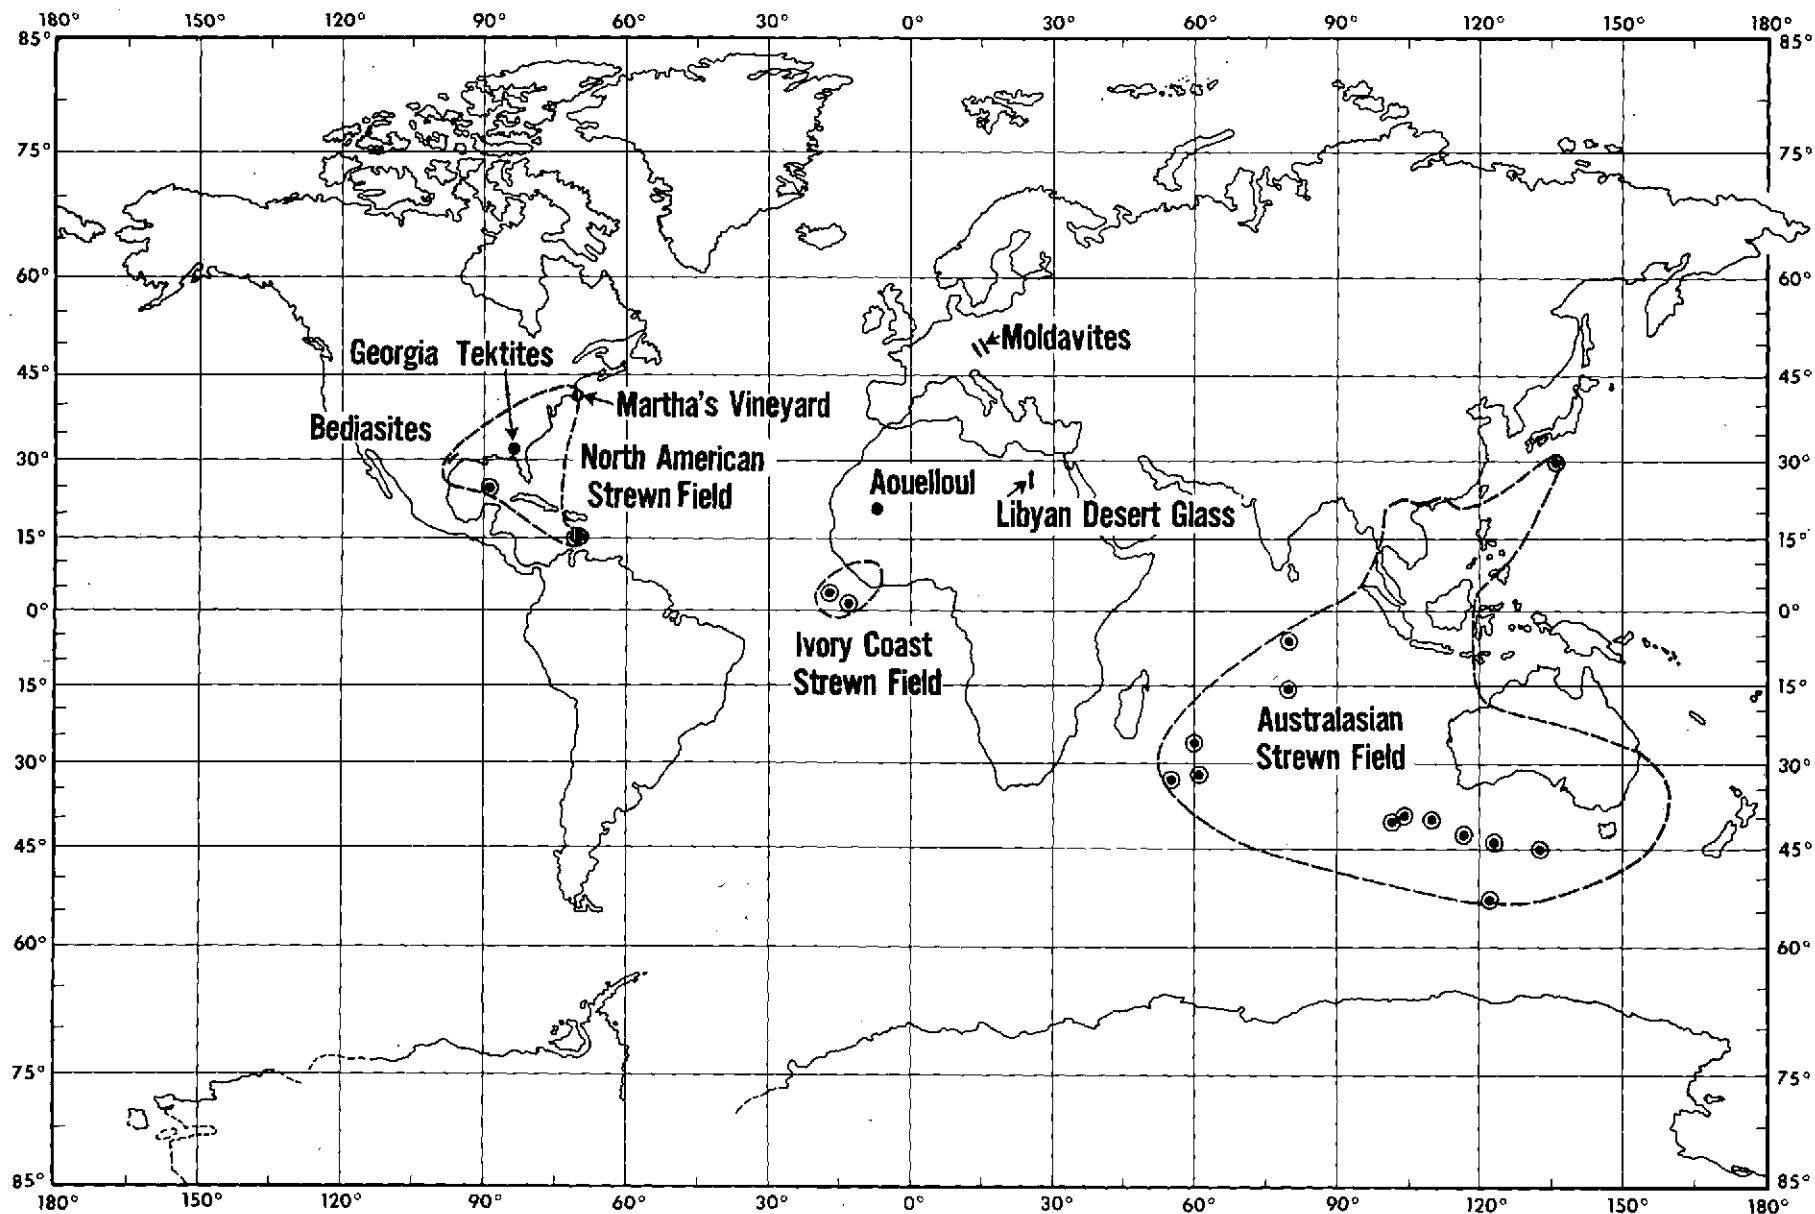 180° 150° 120° 90° 60° 30° 0° 30° 60° 90° 120° 150° 180°
85° 85°
75° 75°
60° 60°
Georgia Tektites
Moldavites
45° 45°
Martha's Vineyard
Bediasites
30° 30°
North American
Strewn Field
Aouelloul
Libyan Desert Glass
15° 15°
0° 0°
Ivory Coast
Strewn Field
15° 15°
Australasian
Strewn Field
30° 30°
45° 45°
60° 60°
75° 75°
85° 85°
180° 150° 120° 90° 60° 30° 0° 30° 60° 90° 120° 150° 180°